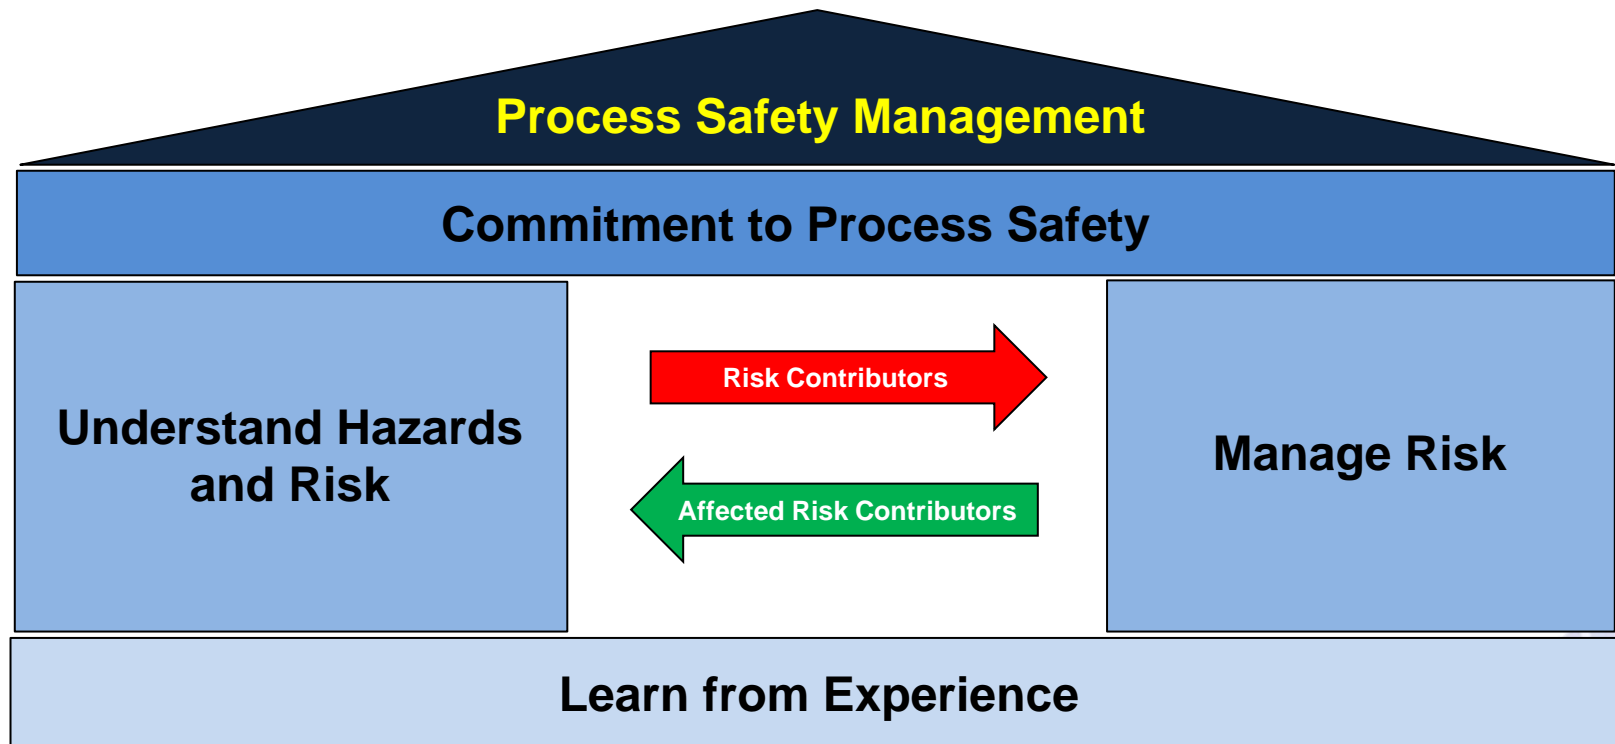 Process Safety Management
Commitment to Process Safety
Understand Hazards
and Risk
Risk Contributors
Affected Risk Contributors
Manage Risk
Learn from Experience